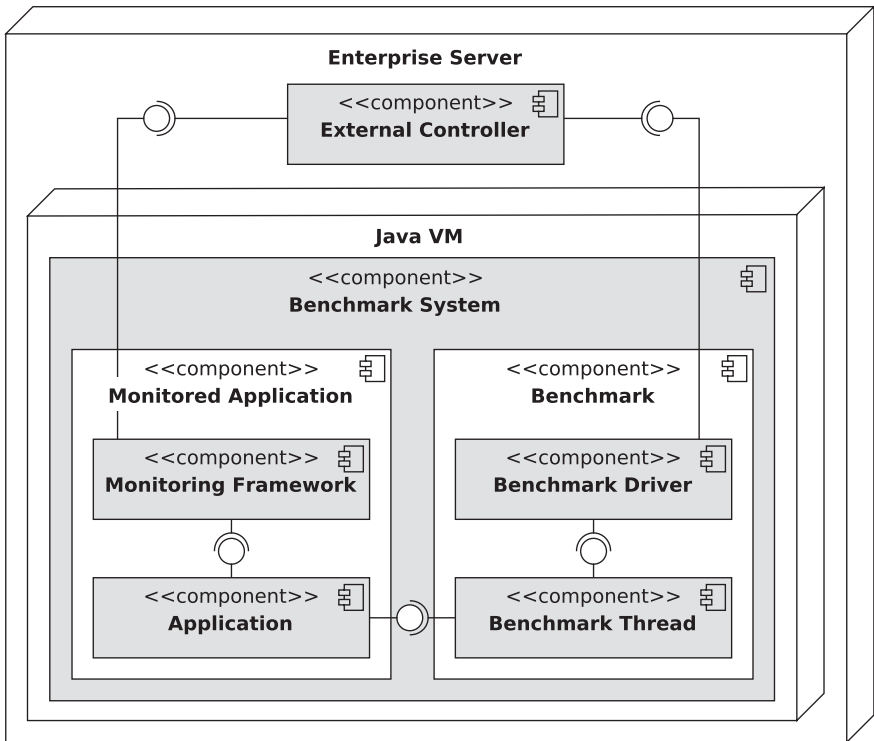 Enterprise Server
<<component>>
External Controller
Java VM
<<component>>
Benchmark System
<<component>>
Monitored Application
<<component>>
Monitoring Framework
<<component>>
Application
<<component>>
Benchmark
<<component>>
Benchmark Driver
<<component>>
Benchmark Thread